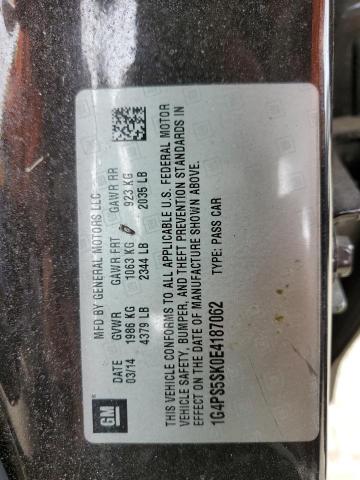 MFD BY GENERAL MOTORS LLC
DATE GVWR GAWR FRT GAWR RR
03/14 1986 KG 1063 KG 923 KG
4379 LB 2344 LB 2035 LB
THIS VEHICLE CONFORMS TO ALL APPLICABLE U.S. FEDERAL MOTOR
VEHICLE SAFETY, BUMPER, AND THEFT PREVENTION STANDARDS IN
EFFECT ON THE DATE OF MANUFACTURE SHOWN ABOVE.
1G4PS5SK0E4187062 TYPE: PASS CAR
GM